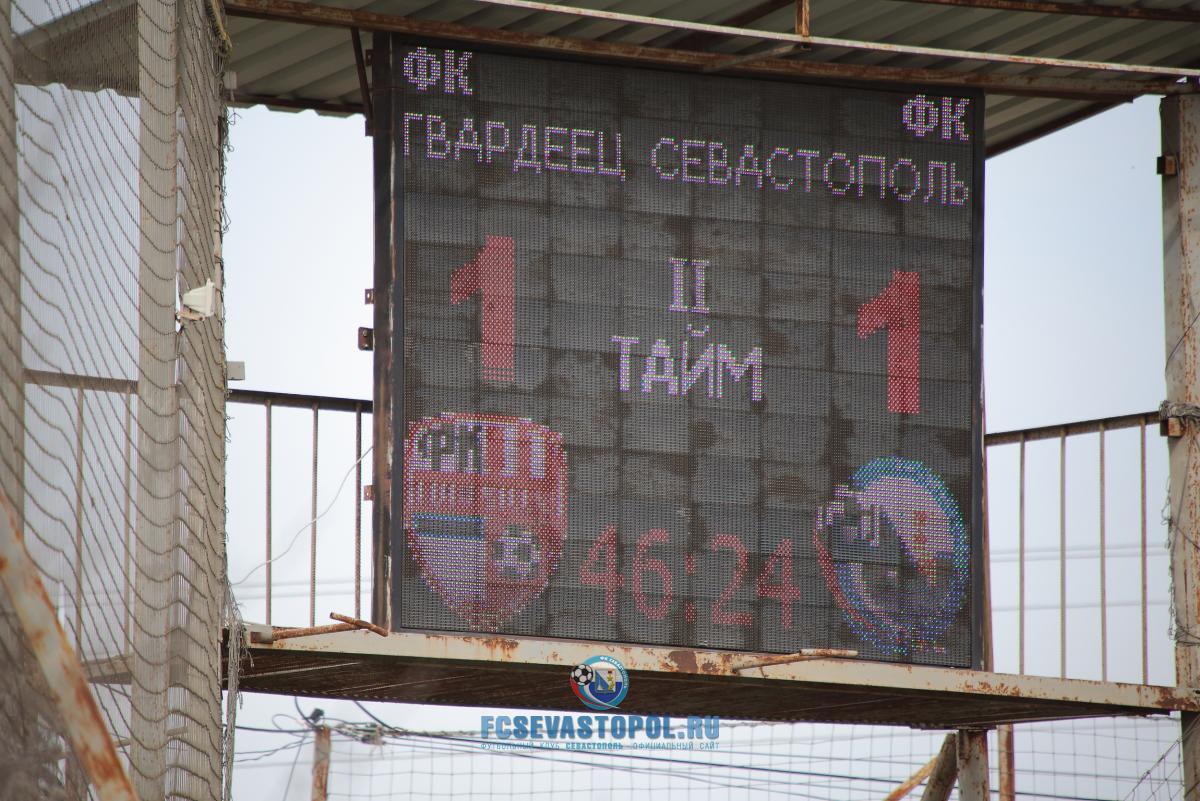 ФК
ФК
ГВАРДЕЕЦ СЕВАСТОПОЛЬ
1
II
1
ТАЙМ
46:24
FCSEVASTOPOL.RU
ФУТБОЛЬНЫЙ КЛУБ СЕВАСТОПОЛЬ - ОФИЦИАЛЬНЫЙ САЙТ